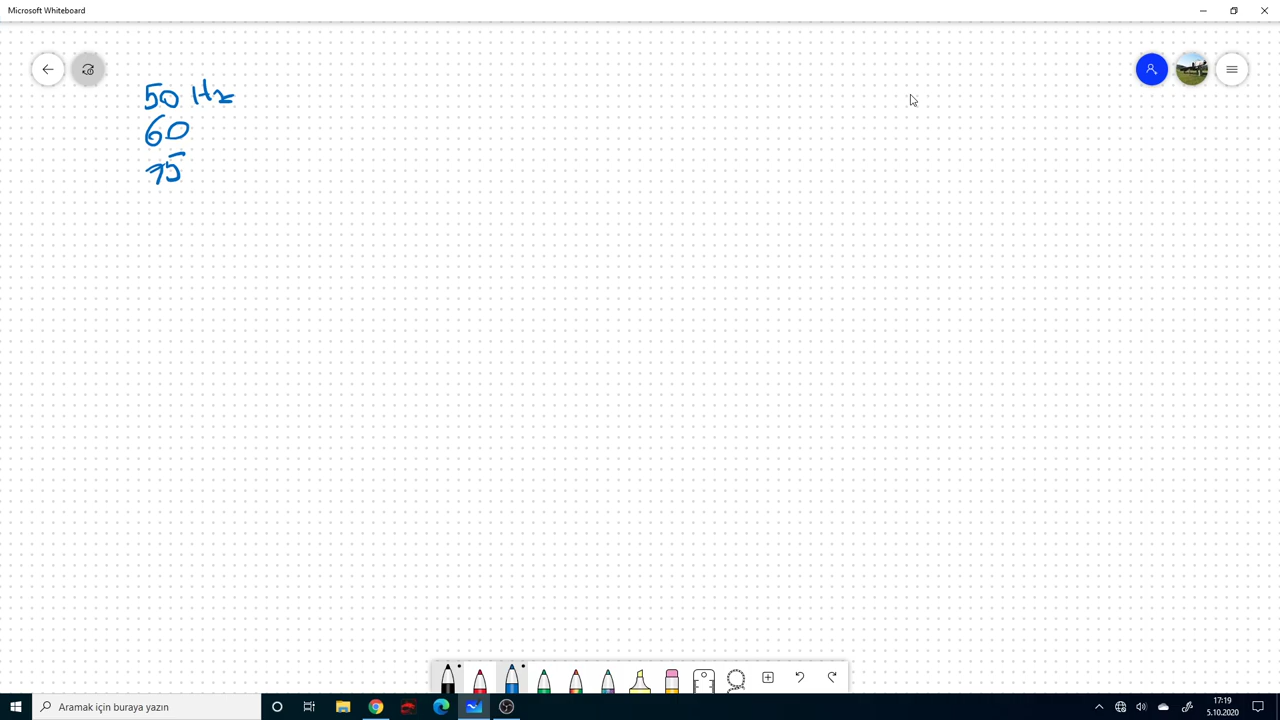 Microsoft Whiteboard
50 Hz
60
75
Aramak için buraya yazın
17:19
5.10.2020